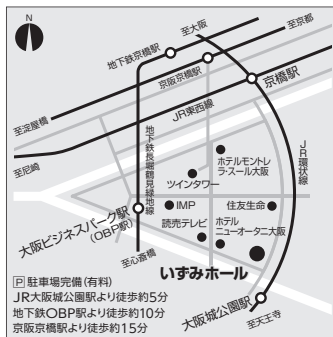 N
至大阪
至京都
地下鉄京橋駅
京阪京橋駅
京橋駅
至淀屋橋
JR東西線
至尼崎
地下鉄長堀鶴見緑地線
JR環状線
ホテルモントレ
ラ・スール大阪
ツインタワー
IMP
住友生命
読売テレビ
ホテル
ニューオータニ大阪
大阪ビジネスパーク駅
(OBP駅)
至心斎橋
いずみホール
大阪城公園駅
至天王寺
P 駐車場完備(有料)
JR大阪城公園駅より徒歩約5分
地下鉄OBP駅より徒歩約10分
京阪京橋駅より徒歩約15分